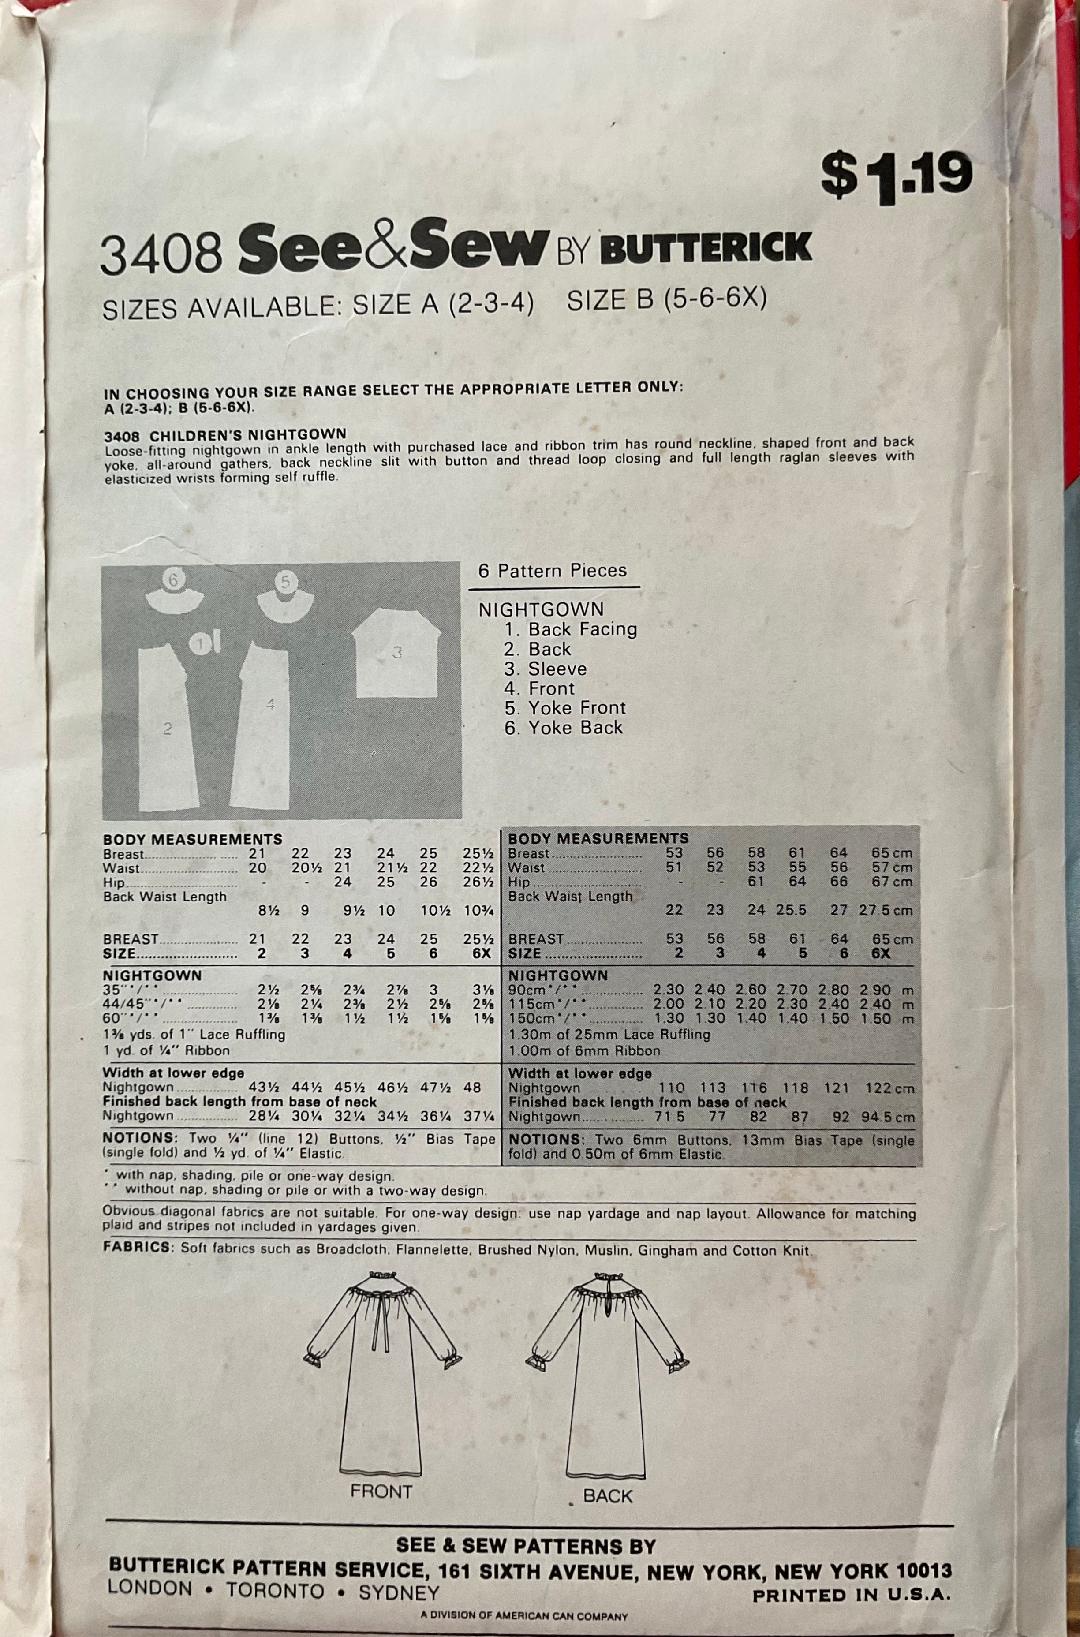 $1.19
3408 See&Sew BY BUTTERICK
SIZES AVAILABLE: SIZE A (2-3-4) SIZE B (5-6-6X)
IN CHOOSING YOUR SIZE RANGE SELECT THE APPROPRIATE LETTER ONLY:
A (2-3-4); B (5-6-6X).
3408 CHILDREN'S NIGHTGOWN
Loose-fitting nightgown in ankle length with purchased lace and ribbon trim has round neckline, shaped front and back
yoke, all-around gathers, back neckline slit with button and thread loop closing and full length raglan sleeves with
elasticized wrists forming self ruffle.
6
5
1
3
4
2
6 Pattern Pieces
NIGHTGOWN
1. Back Facing
2. Back
3. Sleeve
4. Front
5. Yoke Front
6. Yoke Back
BODY MEASUREMENTS
Breast 21 22 23 24 25 25½
Waist 20 20½ 21 21½ 22 22½
Hip - - 24 25 26 26½
Back Waist Length
8½ 9 9½ 10 10½ 10¾
BREAST 21 22 23 24 25 25½
SIZE 2 3 4 5 6 6X
NIGHTGOWN
35"*/** 2½ 2⅝ 2¾ 2⅞ 3 3⅛
44/45"*/** 2⅛ 2¼ 2⅜ 2½ 2⅝ 2⅝
60"*/** 1⅜ 1⅜ 1½ 1½ 1⅝ 1⅝
1⅜ yds. of 1" Lace Ruffling
1 yd. of ¼" Ribbon
Width at lower edge
Nightgown 43½ 44½ 45½ 46½ 47½ 48
Finished back length from base of neck
Nightgown 28¼ 30¼ 32¼ 34½ 36¼ 37¼
NOTIONS: Two ¼" (line 12) Buttons, ½" Bias Tape
(single fold) and ½ yd. of ¼" Elastic.
BODY MEASUREMENTS
Breast 53 56 58 61 64 65 cm
Waist 51 52 53 55 56 57 cm
Hip - - 61 64 66 67 cm
Back Waist Length
22 23 24 25.5 27 27.5 cm
BREAST 53 56 58 61 64 65 cm
SIZE 2 3 4 5 6 6X
NIGHTGOWN
90cm*/** 2.30 2.40 2.60 2.70 2.80 2.90 m
115cm*/** 2.00 2.10 2.20 2.30 2.40 2.40 m
150cm*/** 1.30 1.30 1.40 1.40 1.50 1.50 m
1.30m of 25mm Lace Ruffling
1.00m of 6mm Ribbon
Width at lower edge
Nightgown 110 113 116 118 121 122 cm
Finished back length from base of neck
Nightgown 71.5 77 82 87 92 94.5 cm
NOTIONS: Two 6mm Buttons, 13mm Bias Tape (single
fold) and 0.50m of 6mm Elastic.
* with nap, shading, pile or one-way design.
** without nap, shading or pile or with a two-way design.
Obvious diagonal fabrics are not suitable. For one-way design: use nap yardage and nap layout. Allowance for matching
plaid and stripes not included in yardages given.
FABRICS: Soft fabrics such as Broadcloth, Flannelette, Brushed Nylon, Muslin, Gingham and Cotton Knit.
FRONT
BACK
SEE & SEW PATTERNS BY
BUTTERICK PATTERN SERVICE, 161 SIXTH AVENUE, NEW YORK, NEW YORK 10013
LONDON • TORONTO • SYDNEY PRINTED IN U.S.A.
A DIVISION OF AMERICAN CAN COMPANY